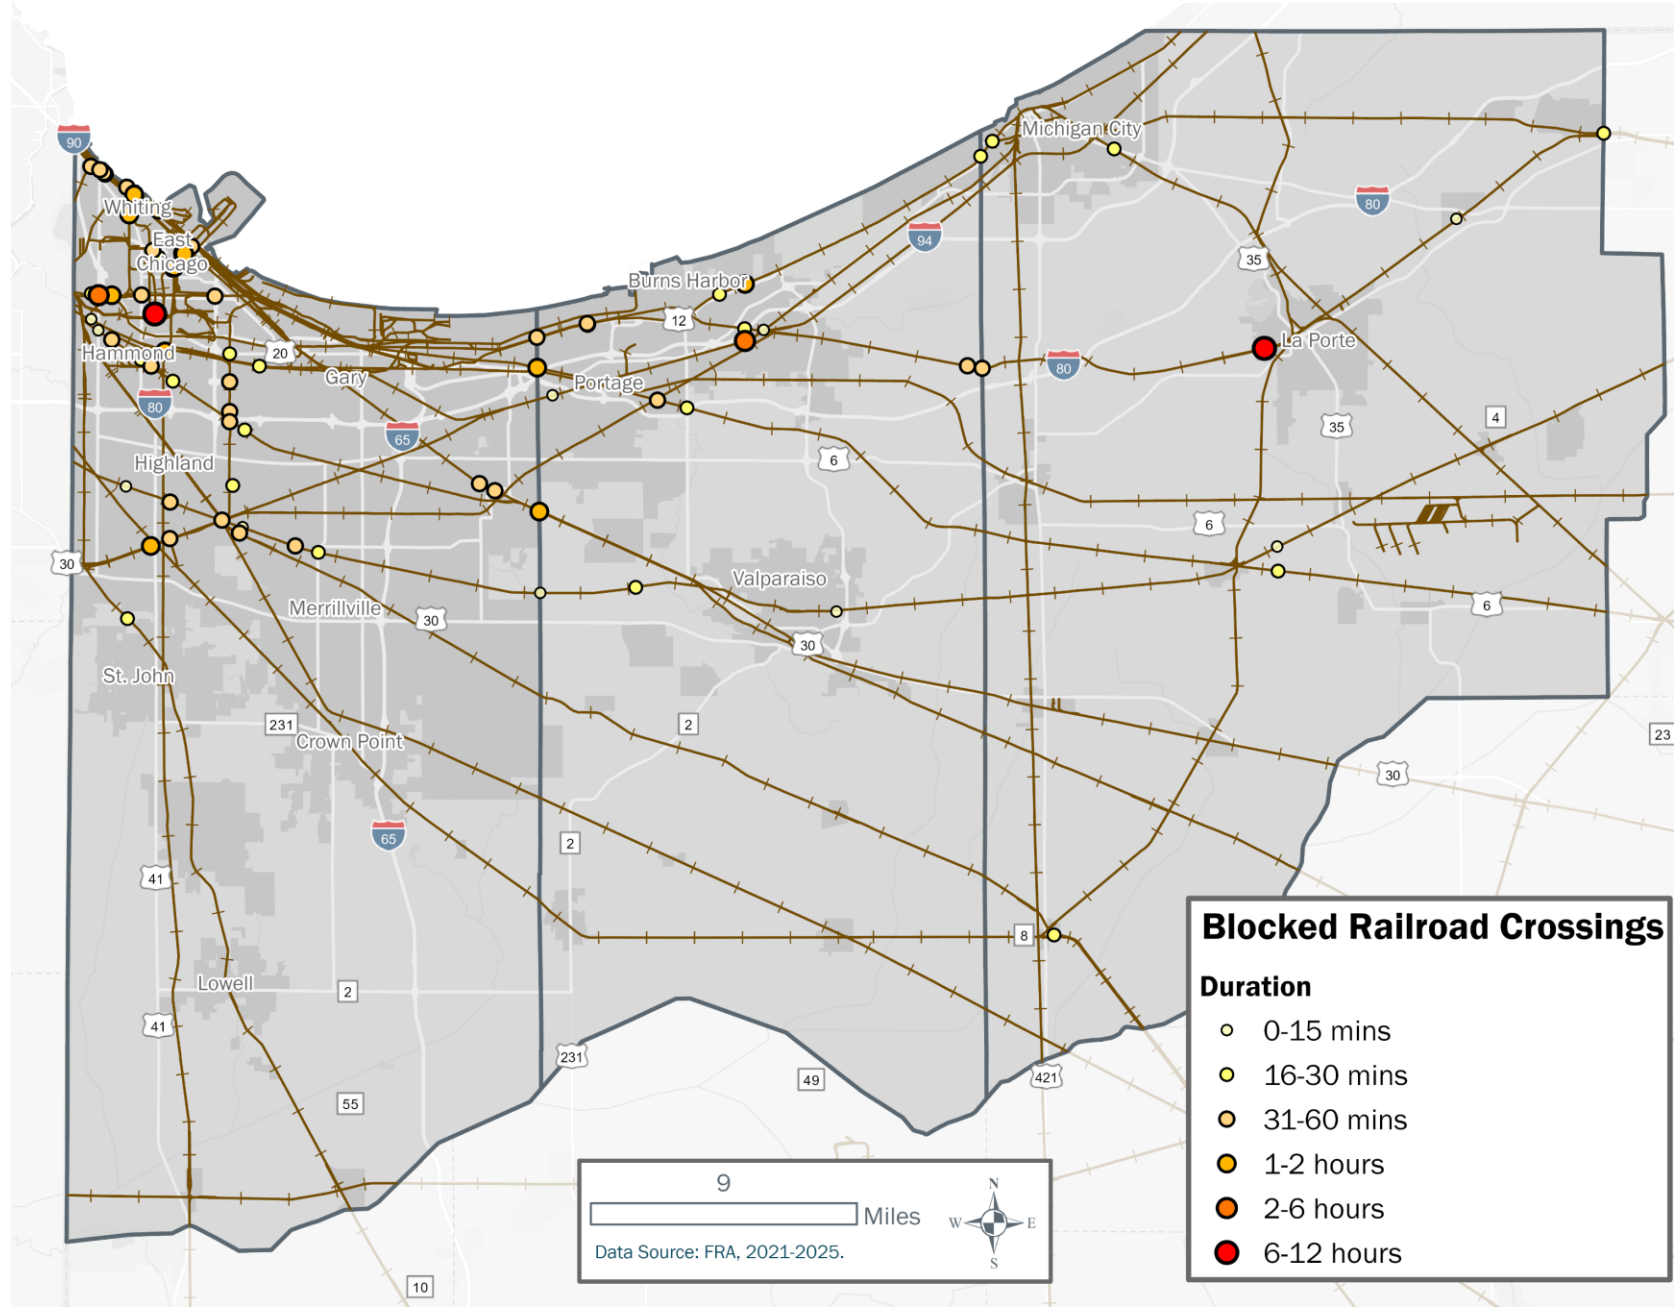 90
Michigan City
80
Whiting
East
Chicago
94
35
Burns Harbor
12
Hammond
20
Gary
80
La Porte
Portage
80
65
35
4
Highland
6
6
30
Valparaiso
Merrillville
30
6
30
St. John
231
2
Crown Point
23
30
65
2
41
8
Lowell
2
41
231
421
49
55
10
Blocked Railroad Crossings
Duration
0-15 mins
16-30 mins
31-60 mins
1-2 hours
2-6 hours
6-12 hours
9
Miles
Data Source: FRA, 2021-2025.
N
W
E
S